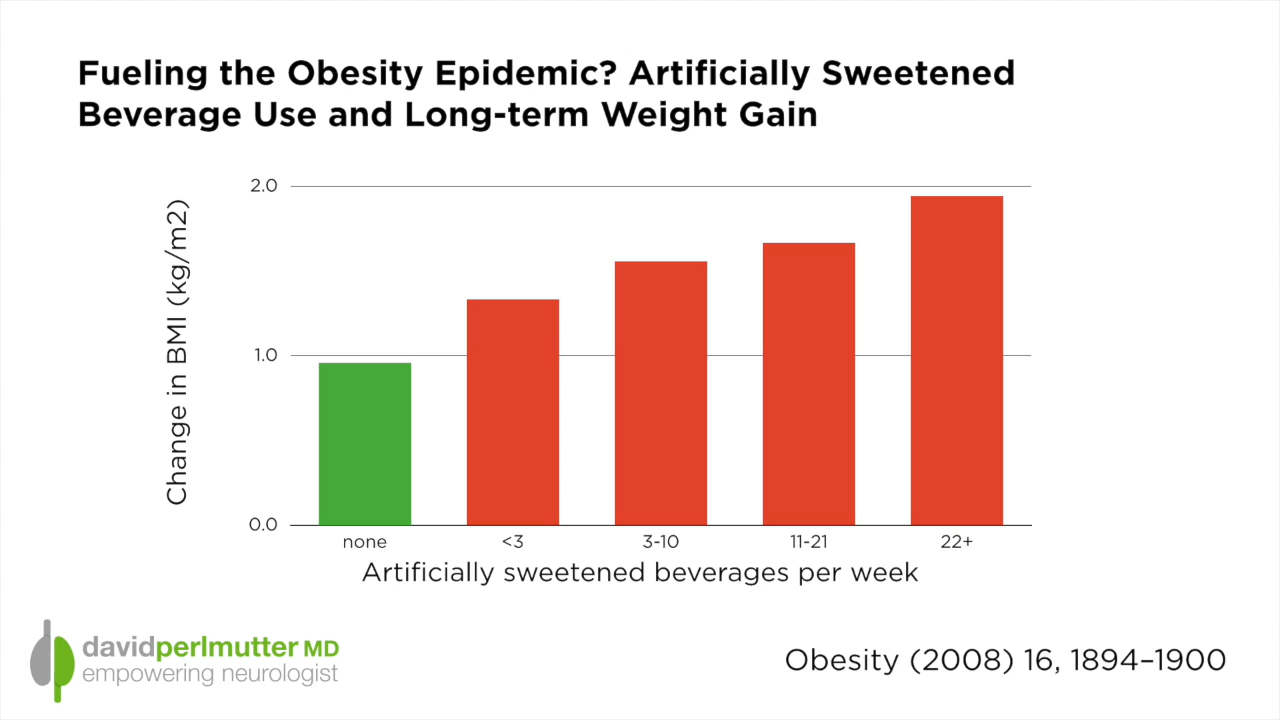 Fueling the Obesity Epidemic? Artificially Sweetened
Beverage Use and Long-term Weight Gain
Change in BMI (kg/m2)
2.0
1.0
0.0
none
<3
3-10
11-21
22+
Artificially sweetened beverages per week
davidperlmutter MD
empowering neurologist
Obesity (2008) 16, 1894–1900